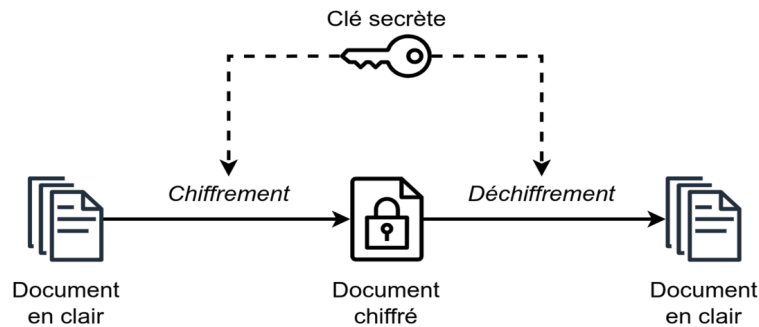 Clé secrète
Chiffrement
Déchiffrement
Document
en clair
Document
chiffré
Document
en clair